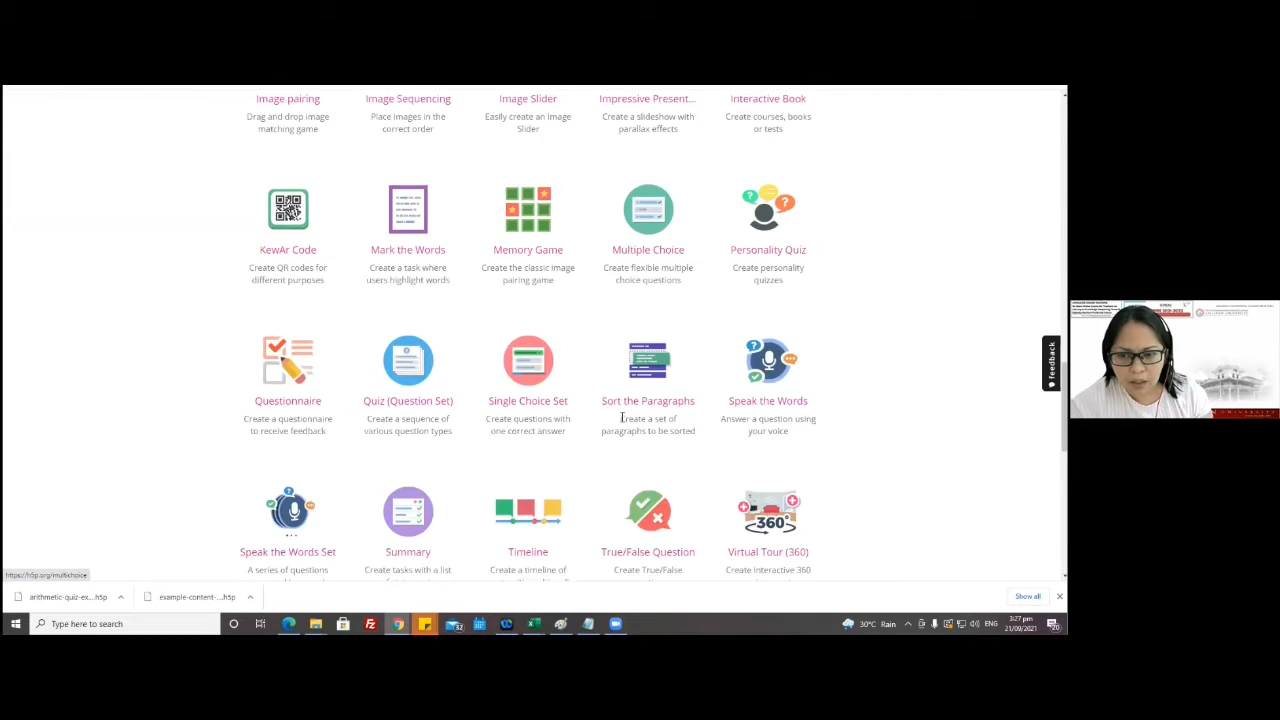 Image pairing
Drag and drop image
matching game
Image Sequencing
Place images in the
correct order
Image Slider
Easily create an Image
Slider
Impressive Present...
Create a slideshow with
parallax effects
Interactive Book
Create courses, books
or tests
KewAr Code
Create QR codes for
different purposes
Mark the Words
Create a task where
users highlight words
Memory Game
Create the classic image
pairing game
Multiple Choice
Create flexible multiple
choice questions
Personality Quiz
Create personality
quizzes
Questionnaire
Create a questionnaire
to receive feedback
Quiz (Question Set)
Create a sequence of
various question types
Single Choice Set
Create questions with
one correct answer
Sort the Paragraphs
Create a set of
paragraphs to be sorted
Speak the Words
Answer a question using
your voice
feedback
Speak the Words Set
A series of questions
Summary
Create tasks with a list
Timeline
Create a timeline of
True/False Question
Create True/False
360°
Virtual Tour (360)
Create interactive 360
https://h5p.org/multichoice
arithmetic-quiz-ex....h5p
example-content-....h5p
Show all
Type here to search
32
30°C Rain
ENG
3:27 pm
21/09/2021
20